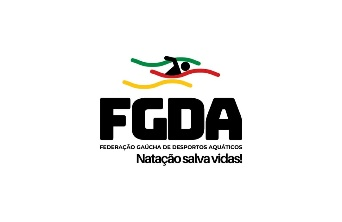 FGDA
FEDERAÇÃO GAÚCHA DE DESPORTOS AQUÁTICOS
Natação salva vidas!